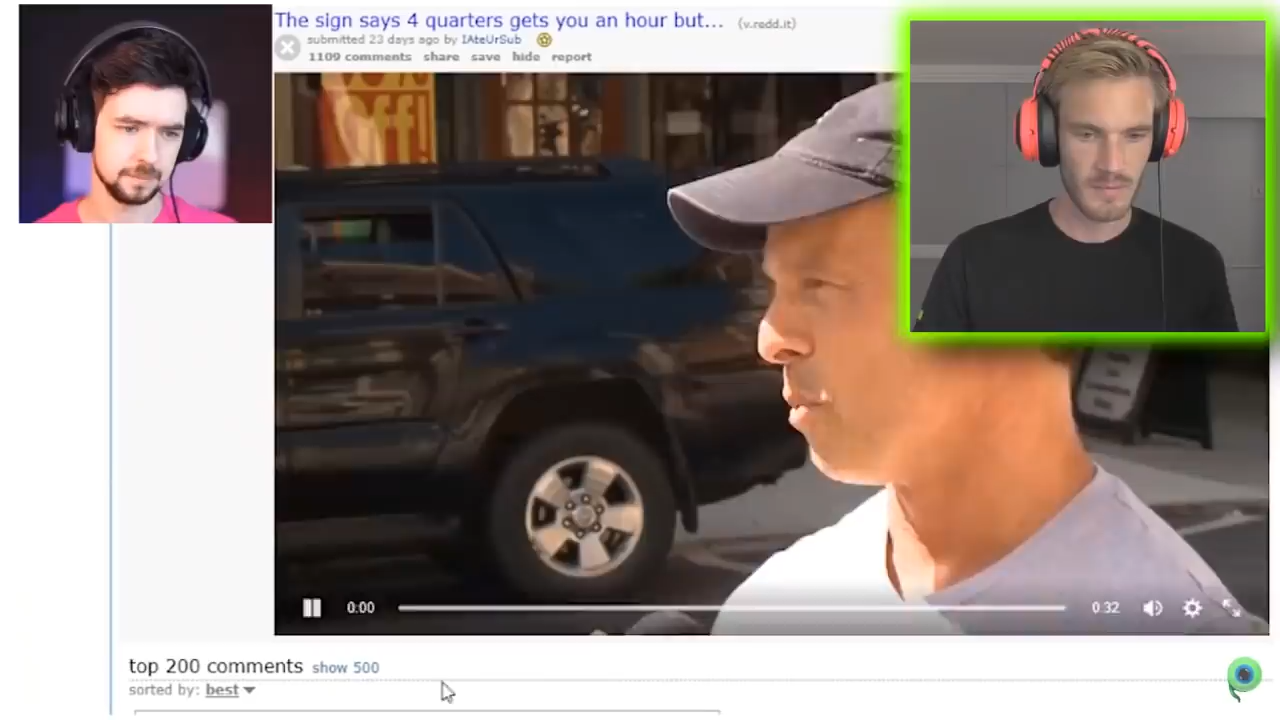 The sign says 4 quarters gets you an hour but... (v.redd.it)
submitted 23 days ago by IAteUrSub
1109 comments share save hide report
Off!
0:00
0:32
top 200 comments show 500
sorted by: best